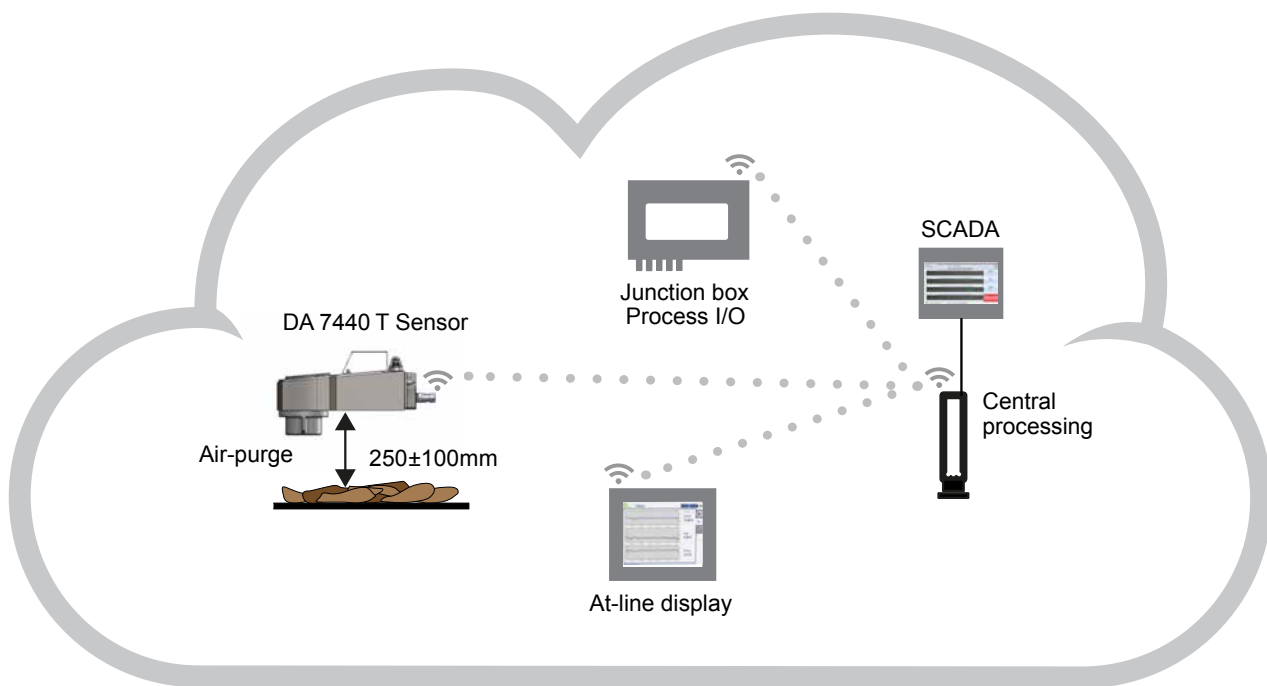 SCADA
Junction box
Process I/O
DA 7440 T Sensor
Central
processing
Air-purge
250±100mm
At-line display